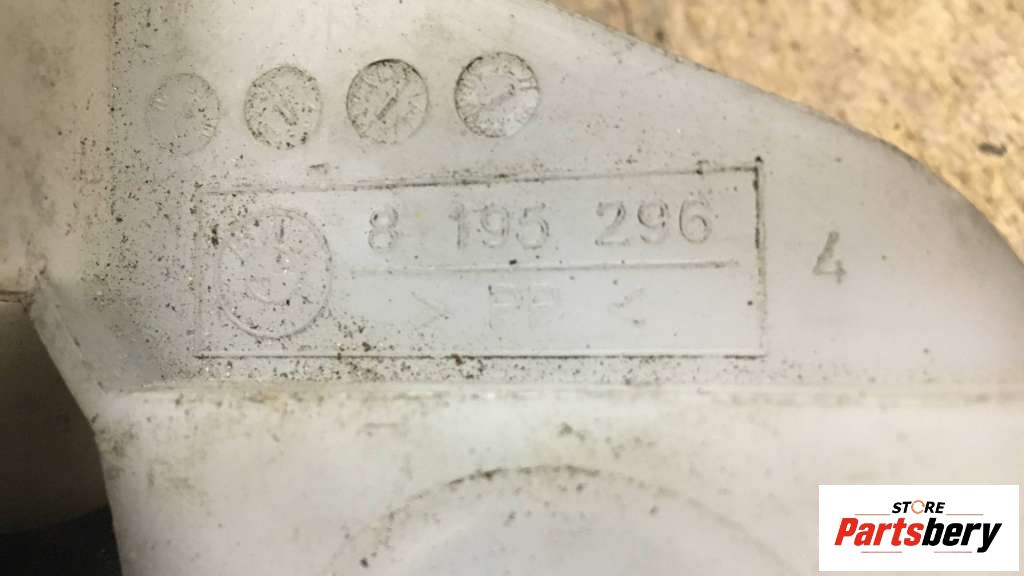 8 195 296
> PP <
4
STORE
Partsbery